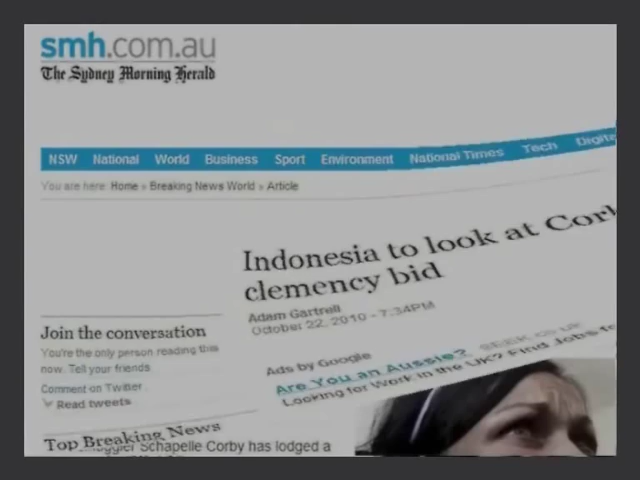 smh.com.au
The Sydney Morning Herald
NSW National World Business Sport Environment National Times Tech
You are here: Home » Breaking News World » Article
Indonesia to look at
clemency bid
Adam Gartrell
October 22, 2010 - 7:34PM
Join the conversation
You're the only person reading this
now. Tell your friends
Comment on Twitter
Read tweets
Ads by Google
Are You an Aussie? SEEK.co.uk
Looking for Work in the UK? Find Jobs
Top Breaking News
Schapelle Corby has lodged a